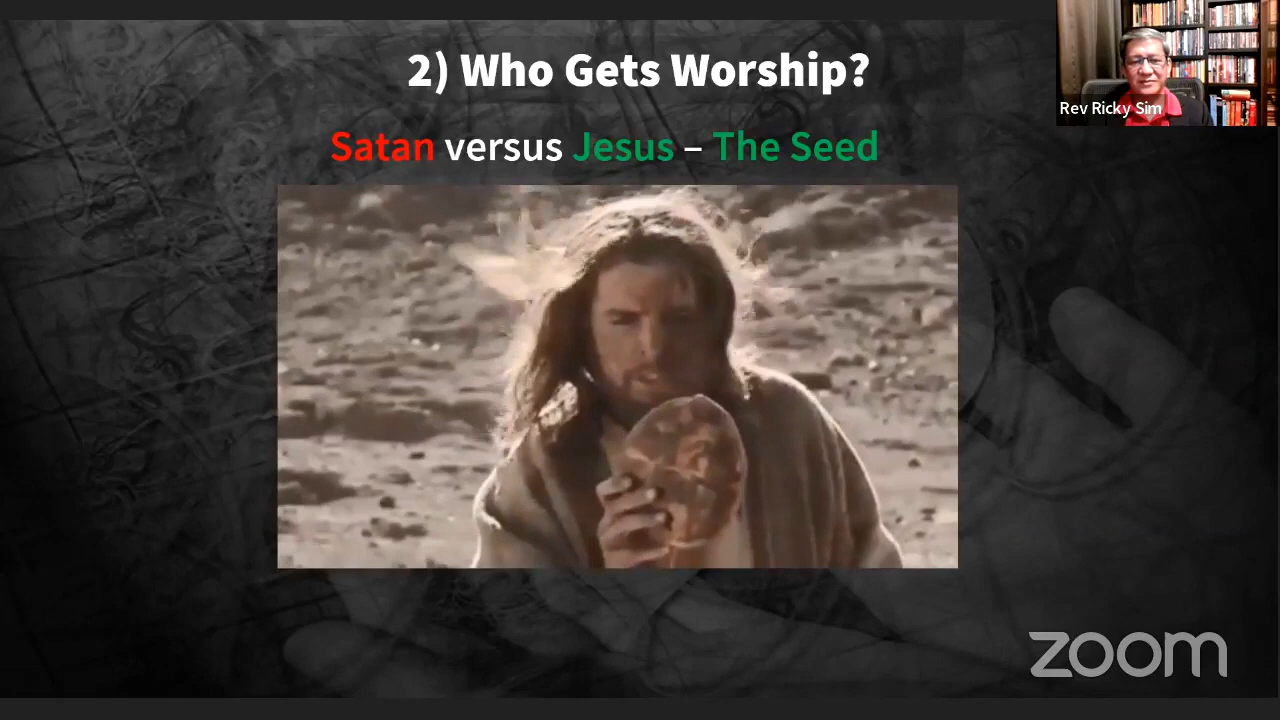 2) Who Gets Worship?
Satan versus Jesus – The Seed
Rev Ricky Sim
zoom